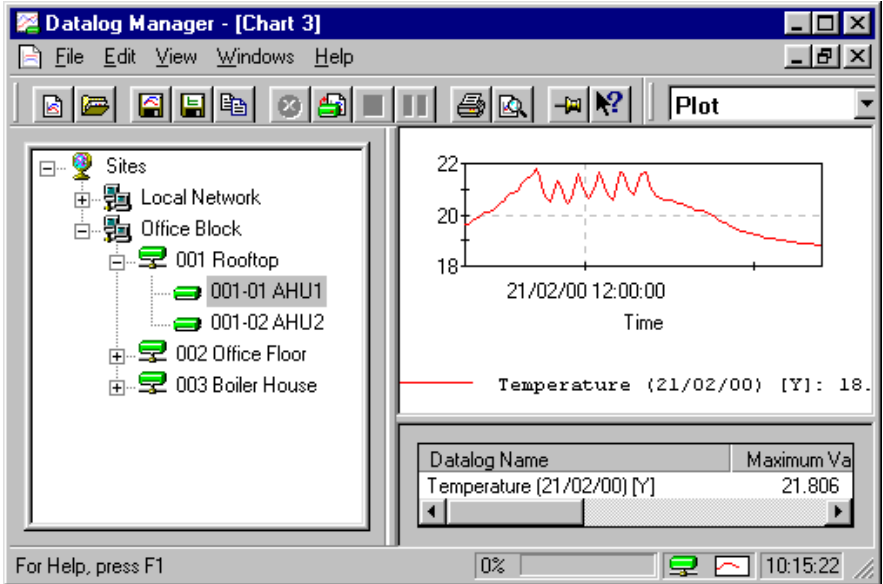 Datalog Manager - [Chart 3]
File Edit View Windows Help
Plot
Sites
Local Network
Office Block
001 Rooftop
001-01 AHU1
001-02 AHU2
002 Office Floor
003 Boiler House
22
20
18
21/02/00 12:00:00
Time
Temperature (21/02/00) [Y]: 18.
Datalog Name Maximum Va
Temperature (21/02/00) [Y] 21.806
For Help, press F1 0% 10:15:22